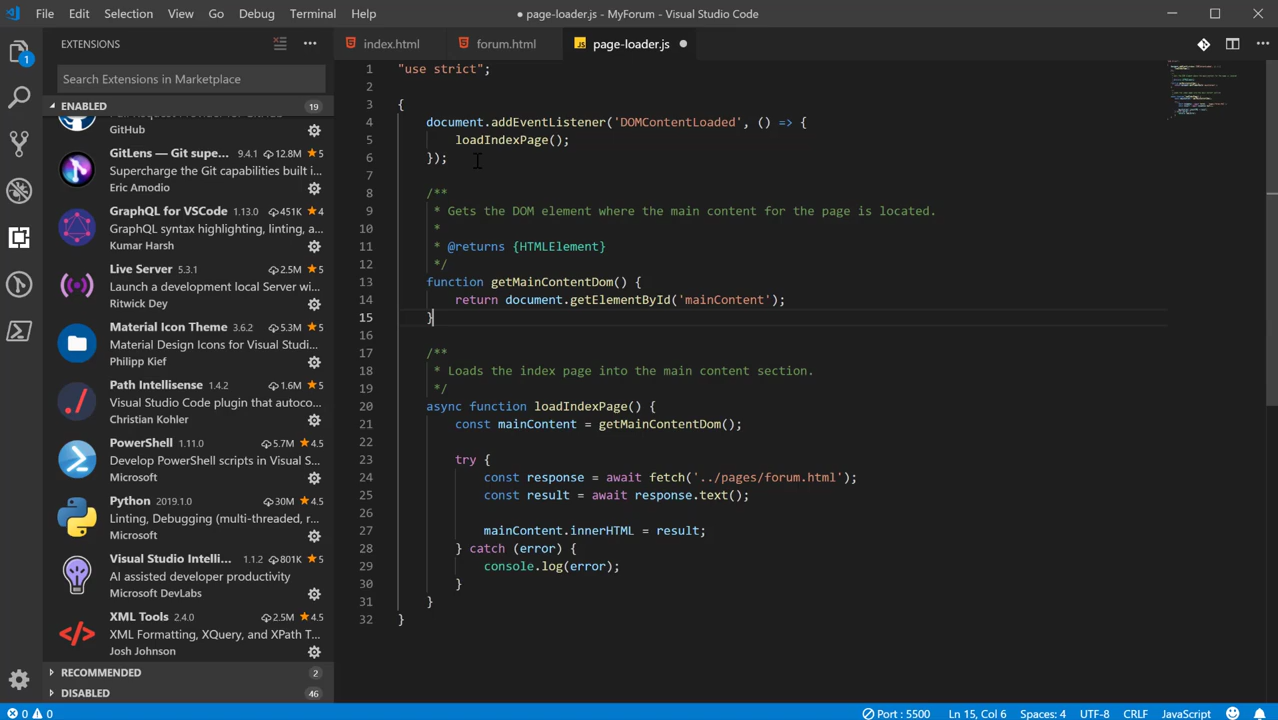 File Edit Selection View Go Debug Terminal Help
● page-loader.js - MyForum - Visual Studio Code
1
EXTENSIONS
Search Extensions in Marketplace
ENABLED 19
GitHub
GitLens — Git supe... 9.4.1 12.8M 5
Supercharge the Git capabilities built i...
Eric Amodio
GraphQL for VSCode 1.13.0 451K 4
GraphQL syntax highlighting, linting, a...
Kumar Harsh
Live Server 5.3.1 2.5M 5
Launch a development local Server wi...
Ritwick Dey
Material Icon Theme 3.6.2 5.3M 5
Material Design Icons for Visual Studi...
Philipp Kief
Path Intellisense 1.4.2 1.6M 5
Visual Studio Code plugin that autoco...
Christian Kohler
PowerShell 1.11.0 5.7M 4.5
Develop PowerShell scripts in Visual S...
Microsoft
Python 2019.1.0 30M 4.5
Linting, Debugging (multi-threaded, r...
Microsoft
Visual Studio Intelli... 1.1.2 801K 5
AI assisted developer productivity
Microsoft DevLabs
XML Tools 2.4.0 2.5M 4.5
XML Formatting, XQuery, and XPath T...
Josh Johnson
RECOMMENDED 2
DISABLED 46
index.html forum.html JS page-loader.js ●
1 "use strict";
2
3 {
4 document.addEventListener('DOMContentLoaded', () => {
5 loadIndexPage();
6 });
7
8 /**
9 * Gets the DOM element where the main content for the page is located.
10 *
11 * @returns {HTMLElement}
12 */
13 function getMainContentDom() {
14 return document.getElementById('mainContent');
15 }
16
17 /**
18 * Loads the index page into the main content section.
19 */
20 async function loadIndexPage() {
21 const mainContent = getMainContentDom();
22
23 try {
24 const response = await fetch('../pages/forum.html');
25 const result = await response.text();
26
27 mainContent.innerHTML = result;
28 } catch (error) {
29 console.log(error);
30 }
31 }
32 }
0 0 Port : 5500 Ln 15, Col 6 Spaces: 4 UTF-8 CRLF JavaScript